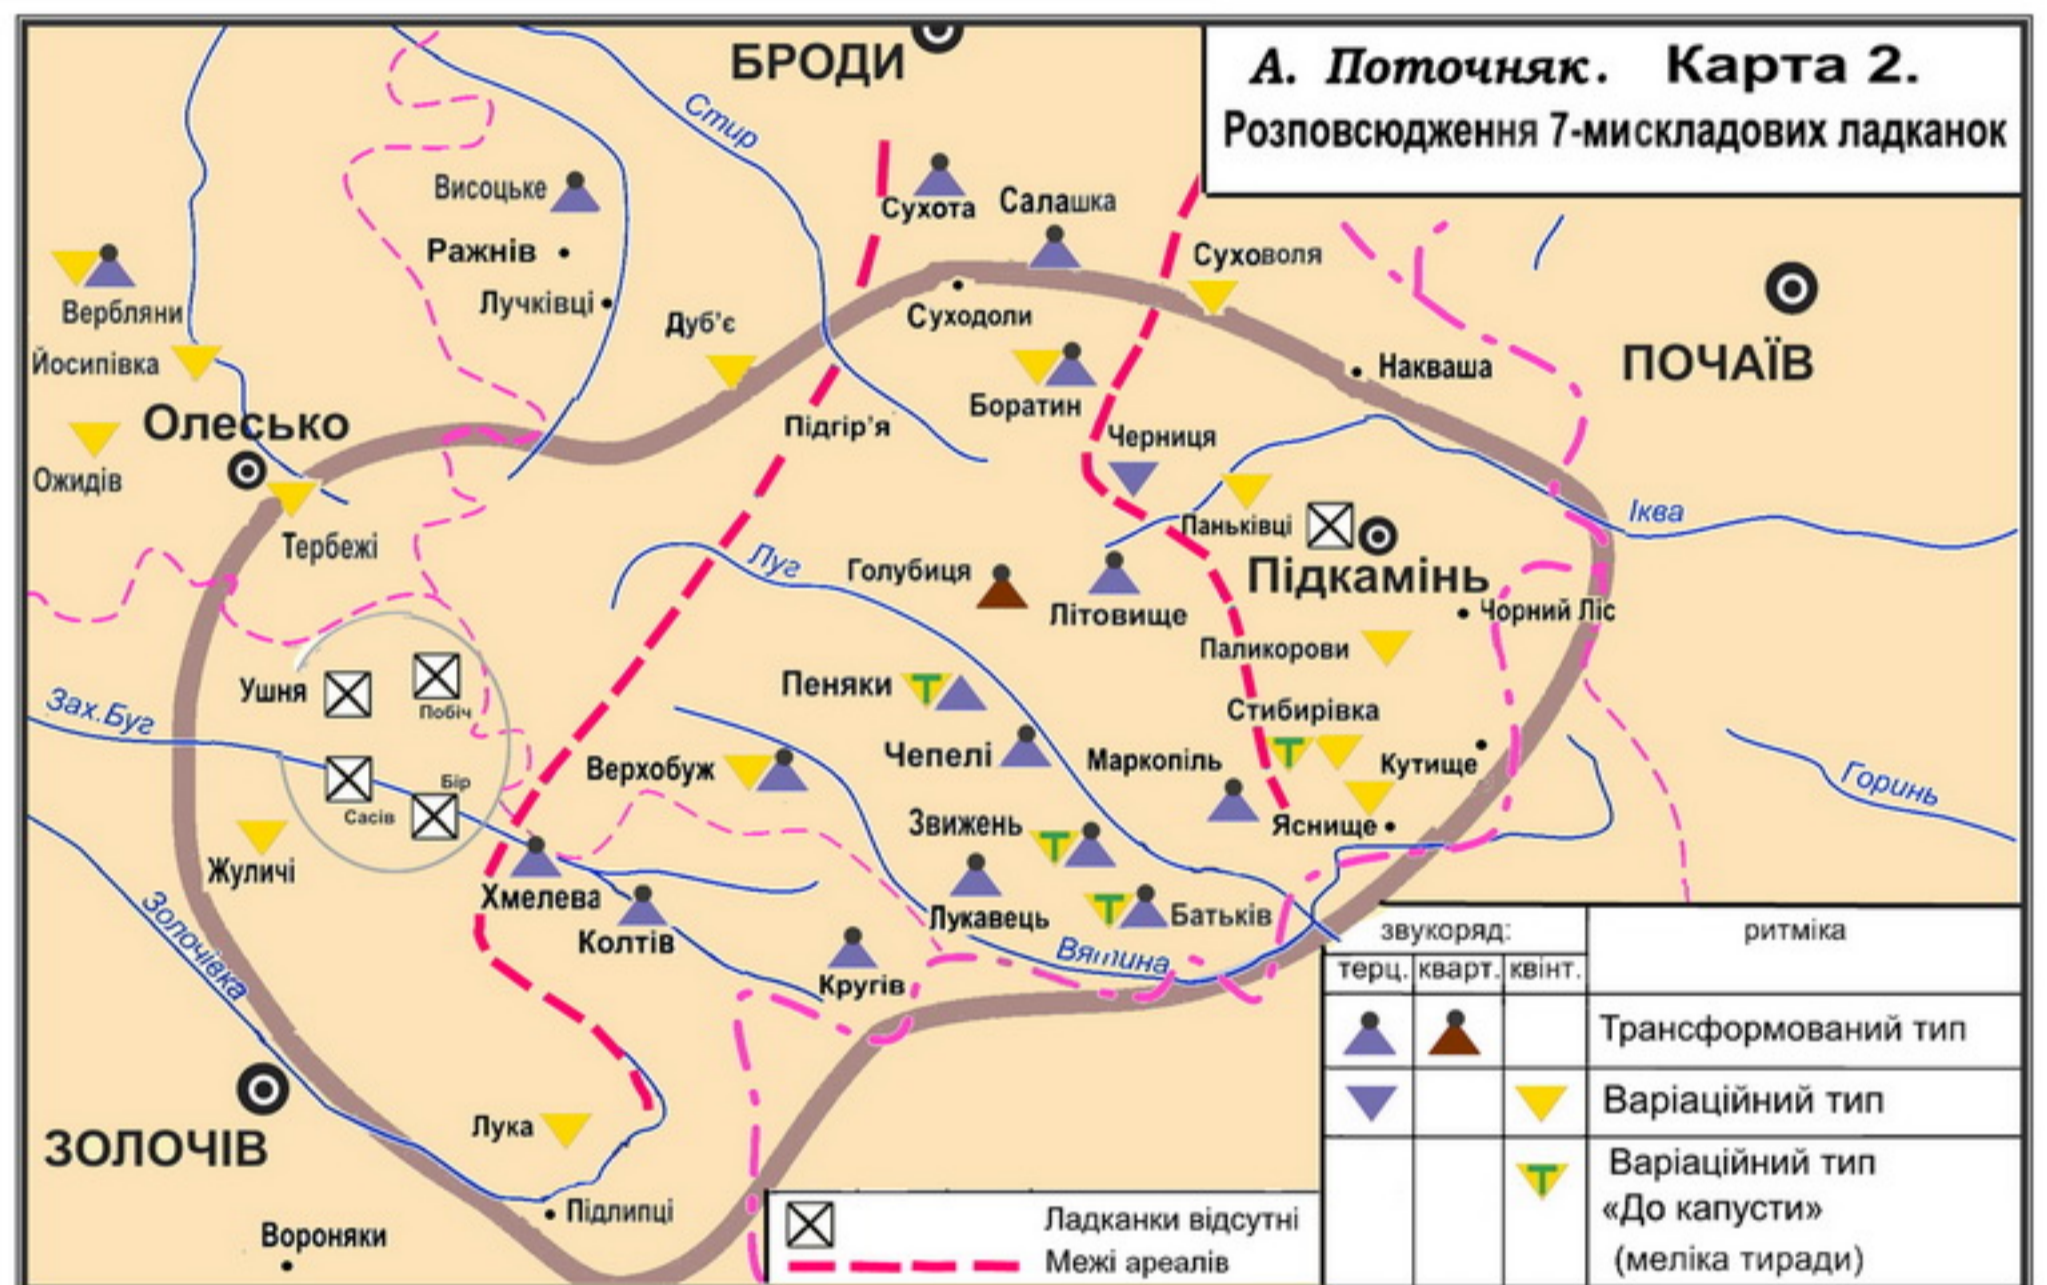 БРОДИ
А. Поточняк. Карта 2.
Розповсюдження 7-мискладових ладканок
Стир
Висоцьке
Сухота
Салашка
Ражнів
Суховоля
Вербляни
Лучківці
Дуб'є
Суходоли
Йосипівка
Накваша
ПОЧАЇВ
Олесько
Боратин
Підгір'я
Черниця
Ожидів
Паньківці
Іква
Тербежі
Луг
Голубиця
Підкамінь
Літовище
Чорний Ліс
Паликорови
Ушня
Побіч
Пеняки
Стибирівка
Зах.Буг
Чепелі
Маркопіль
Кутище
Верхобуж
Бір
Горинь
Сасів
Звижень
Яснище
Жуличі
Хмелева
Лукавець
Батьків
Золочівка
Колтів
Вятина
Кругів
звукоряд:
ритміка
терц.
кварт.
квінт.
Трансформований тип
Варіаційний тип
Лука
ЗОЛОЧІВ
Варіаційний тип
«До капусти»
(меліка тиради)
Підлипці
Вороняки
Ладканки відсутні
Межі ареалів